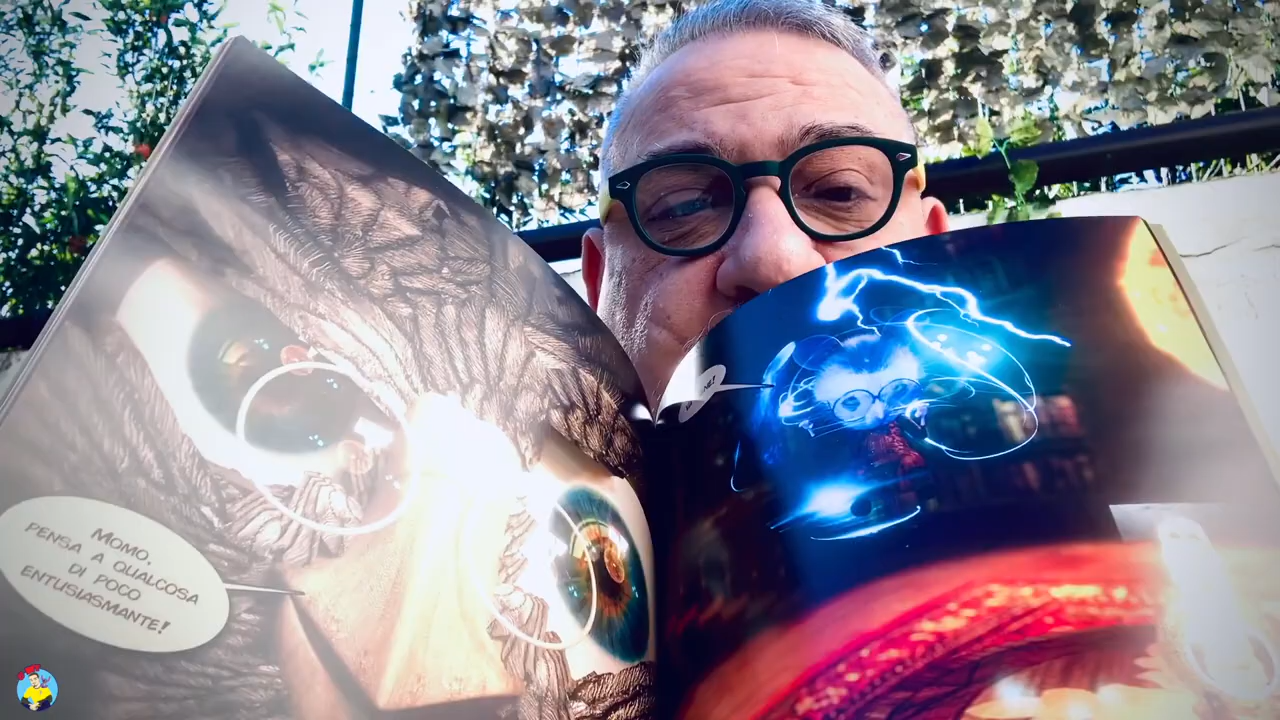 MOMO,
PENSA A QUALCOSA
DI POCO
ENTUSIASMANTE!